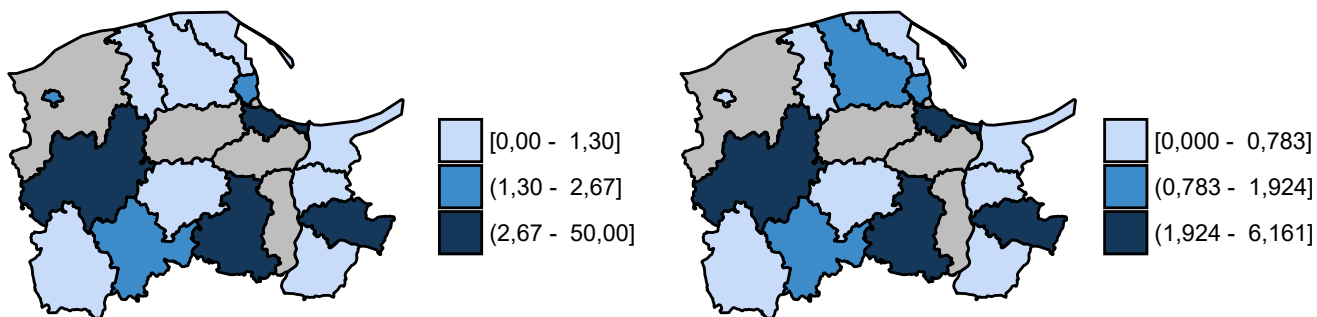 [0,00 - 1,30]
(1,30 - 2,67]
(2,67 - 50,00]
[0,000 - 0,783]
(0,783 - 1,924]
(1,924 - 6,161]